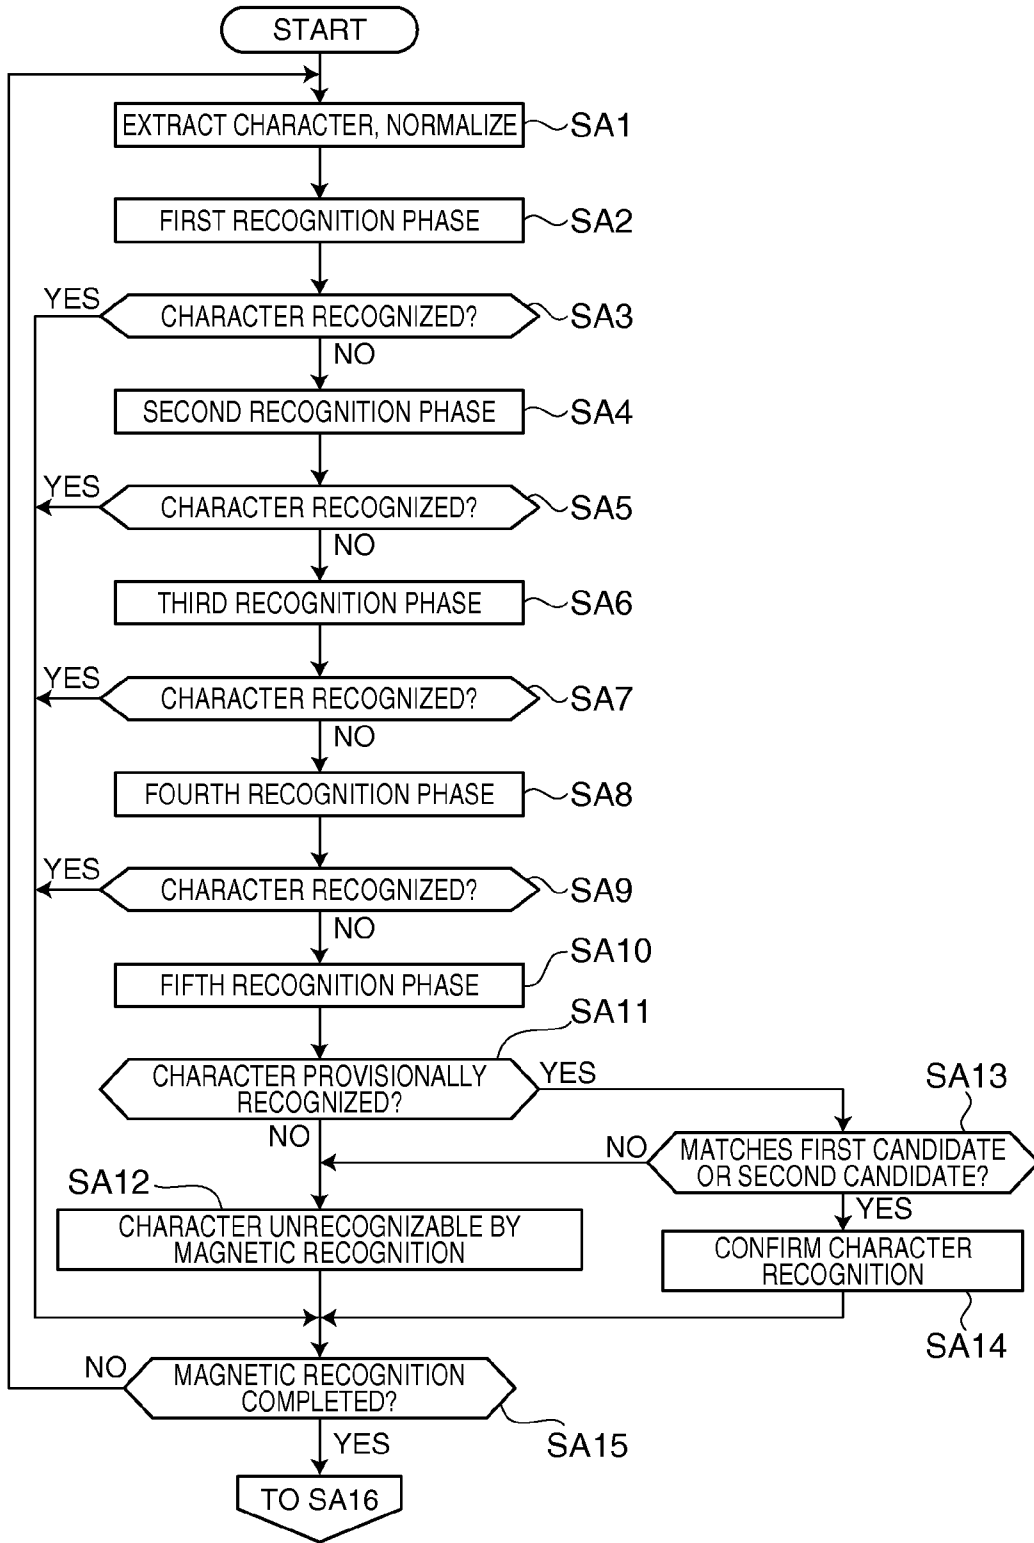 START
EXTRACT CHARACTER, NORMALIZE
SA1
FIRST RECOGNITION PHASE
SA2
YES
CHARACTER RECOGNIZED?
SA3
NO
SECOND RECOGNITION PHASE
SA4
YES
CHARACTER RECOGNIZED?
SA5
NO
THIRD RECOGNITION PHASE
SA6
YES
CHARACTER RECOGNIZED?
SA7
NO
FOURTH RECOGNITION PHASE
SA8
YES
CHARACTER RECOGNIZED?
SA9
NO
SA10
FIFTH RECOGNITION PHASE
SA11
CHARACTER PROVISIONALLY
RECOGNIZED?
YES
SA13
NO
NO
MATCHES FIRST CANDIDATE
OR SECOND CANDIDATE?
SA12
YES
CHARACTER UNRECOGNIZABLE BY
MAGNETIC RECOGNITION
CONFIRM CHARACTER
RECOGNITION
SA14
NO
MAGNETIC RECOGNITION
COMPLETED?
SA15
YES
TO SA16